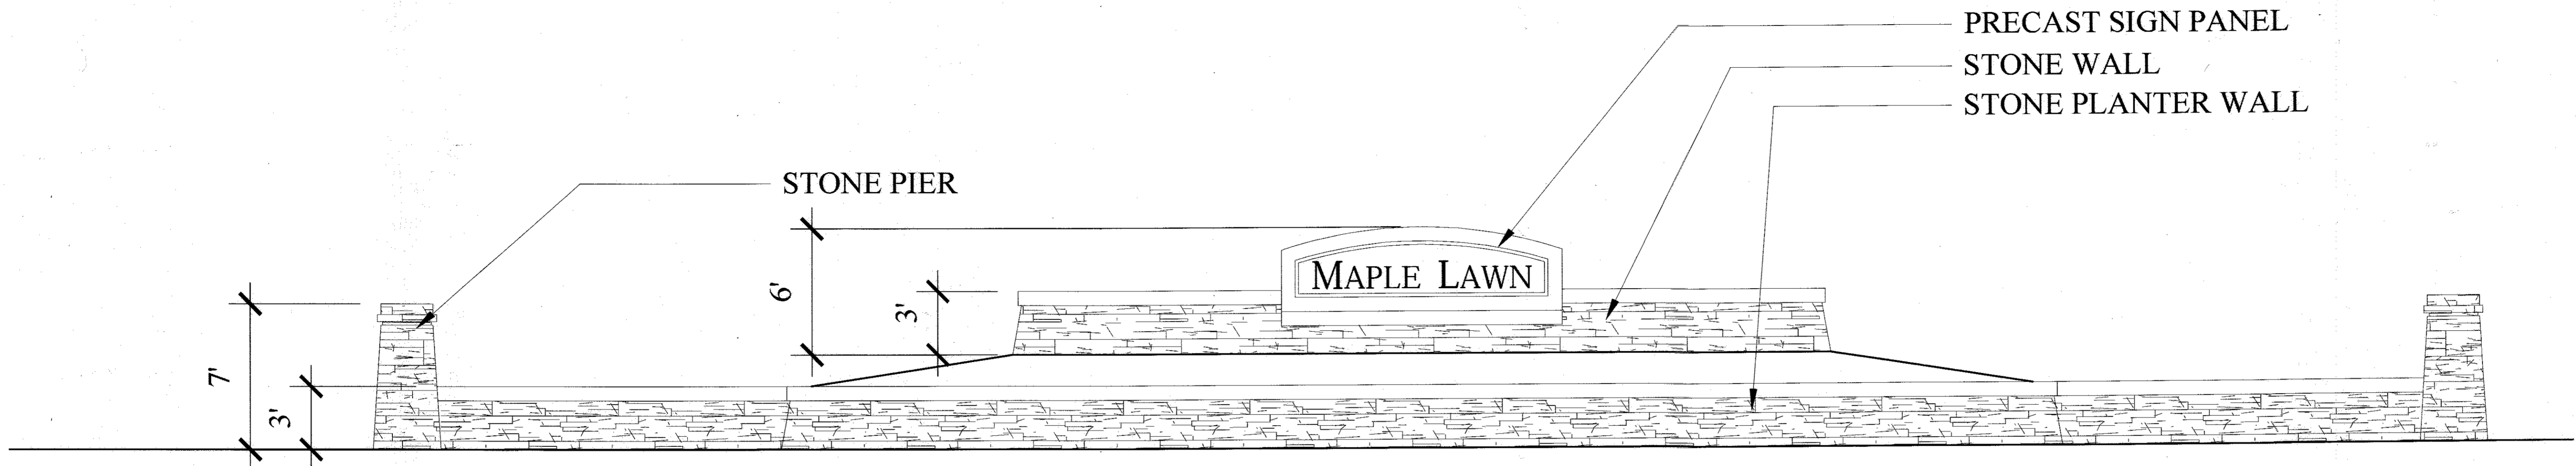 PRECAST SIGN PANEL
STONE WALL
STONE PLANTER WALL
STONE PIER
6'
3'
MAPLE LAWN
7'
3'